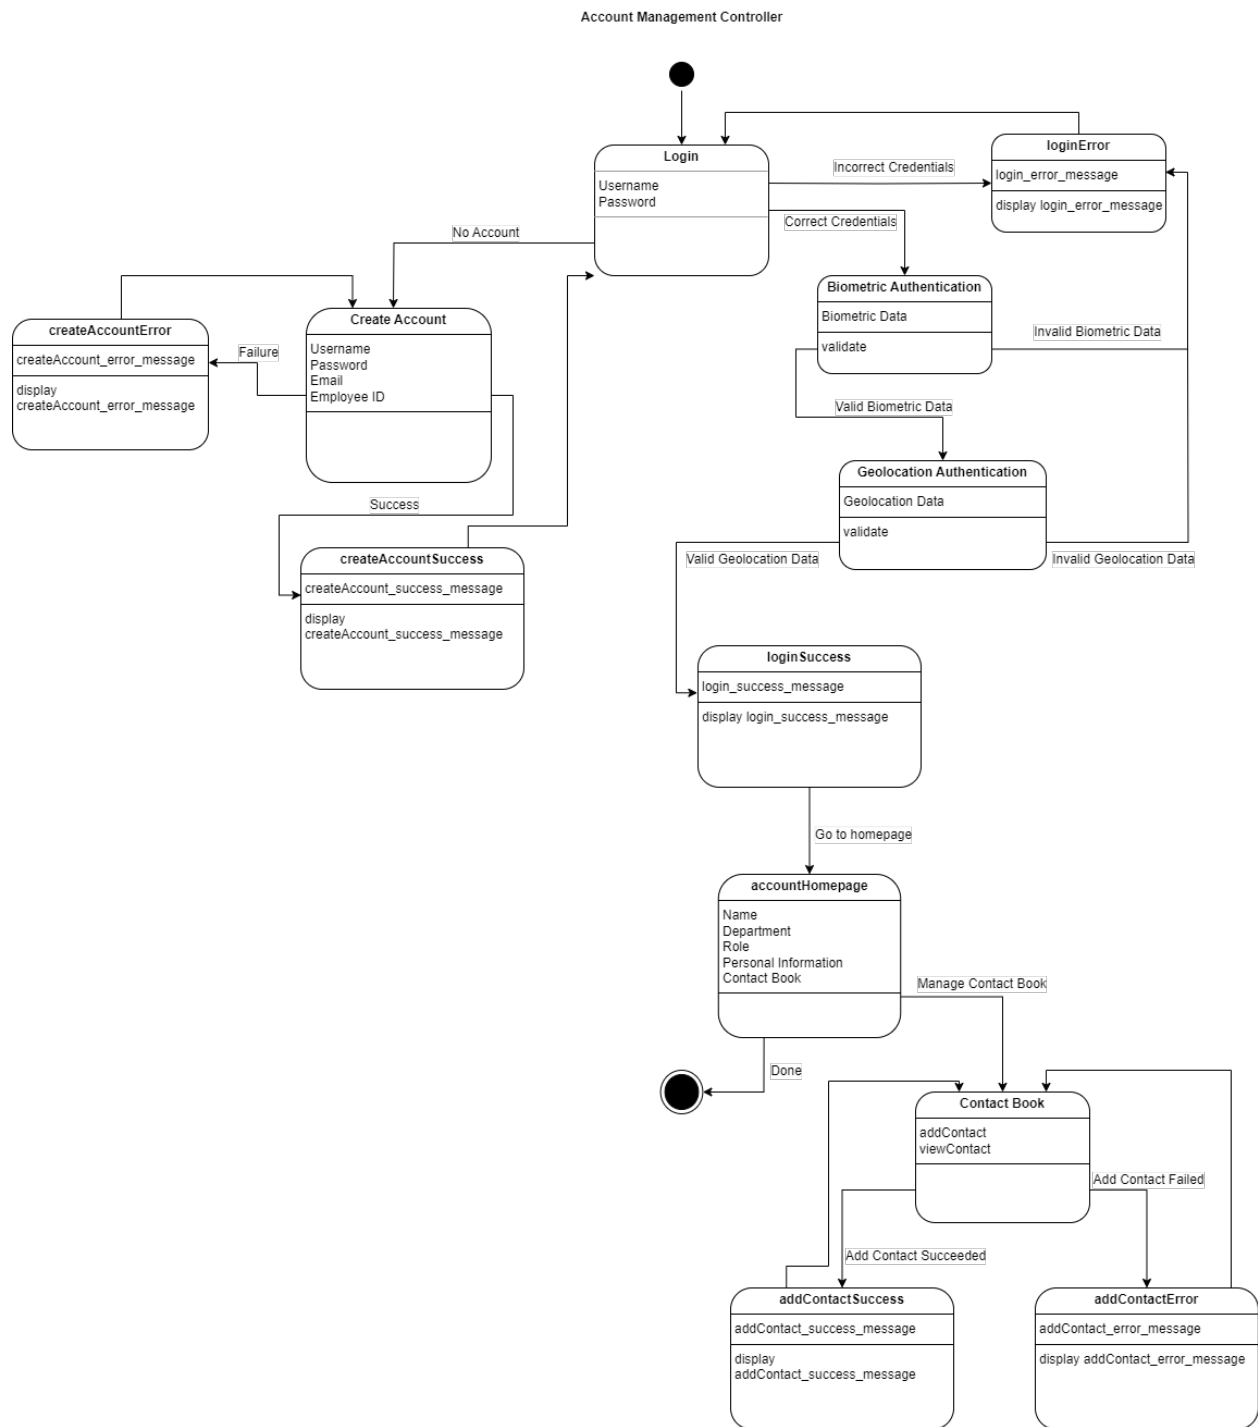 Account Management Controller
Login
Username
Password
loginError
login_error_message
display login_error_message
Incorrect Credentials
Correct Credentials
No Account
Biometric Authentication
Biometric Data
validate
Invalid Biometric Data
Valid Biometric Data
createAccountError
createAccount_error_message
display
createAccount_error_message
Failure
Create Account
Username
Password
Email
Employee ID
Success
Geolocation Authentication
Geolocation Data
validate
Valid Geolocation Data
Invalid Geolocation Data
createAccountSuccess
createAccount_success_message
display
createAccount_success_message
loginSuccess
login_success_message
display login_success_message
Go to homepage
accountHomepage
Name
Department
Role
Personal Information
Contact Book
Manage Contact Book
Done
Contact Book
addContact
viewContact
Add Contact Failed
Add Contact Succeeded
addContactSuccess
addContact_success_message
display
addContact_success_message
addContactError
addContact_error_message
display addContact_error_message